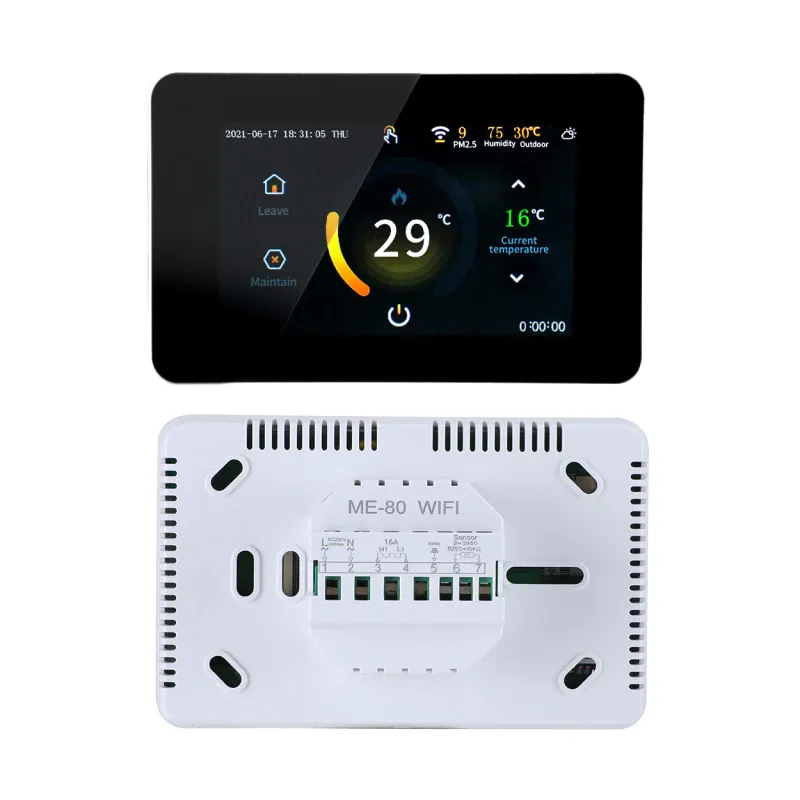 2021-06-17 18:31:05 THU
9 75 30℃
PM2.5 Humidity Outdoor
Leave
29 ℃
16℃
Current
temperature
Maintain
0:00:00
ME-80 WIFI
L N 16A Sensor
N1 L1
1 2 3 4 5 6 7